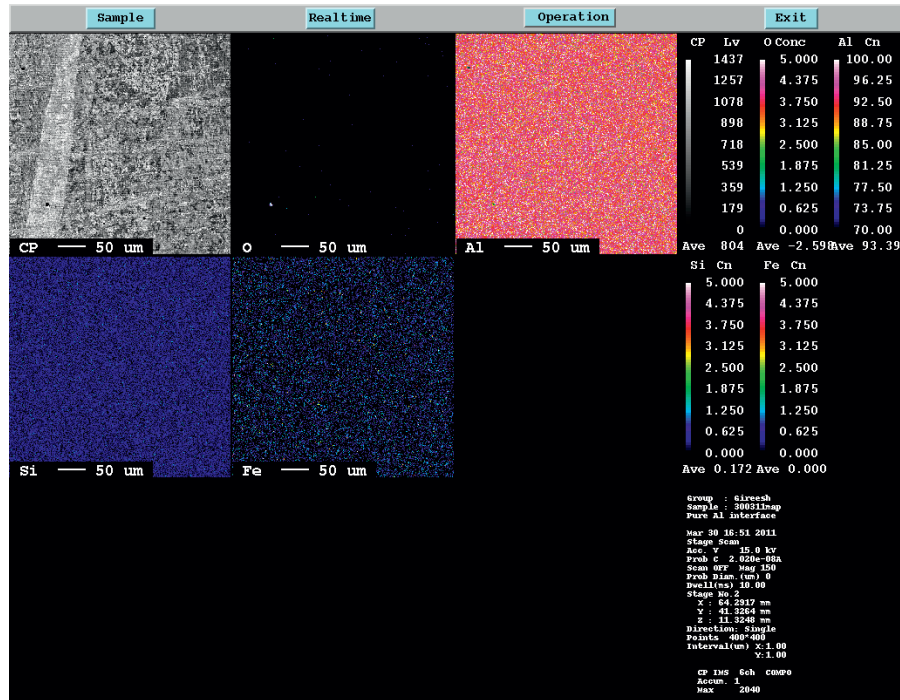 Sample Realtime Operation Exit
CP Lv O Conc Al Cn
1437 5.000 100.00
1257 4.375 96.25
1078 3.750 92.50
898 3.125 88.75
718 2.500 85.00
539 1.875 81.25
359 1.250 77.50
179 0.625 73.75
0 0.000 70.00
Ave 804 Ave -2.598 Ave 93.39
CP 50 um O 50 um Al 50 um
Si Cn Fe Cn
5.000 5.000
4.375 4.375
3.750 3.750
3.125 3.125
2.500 2.500
1.875 1.875
1.250 1.250
0.625 0.625
0.000 0.000
Ave 0.172 Ave 0.000
Si 50 um Fe 50 um
Group : Gireesh
Sample : 300311map
Pure Al interface
Mar 30 16:51 2011
Stage Scan
Acc. V 15.0 kV
Prob C 2.020e-08A
Scan OFF Mag 150
Prob Diam.(um) 0
Dwell(ms) 10.00
Stage No.2
X : 64.2917 mm
Y : 41.3264 mm
Z : 11.3248 mm
Direction: Single
Points 400*400
Interval(um) X:1.00
Y:1.00
CP IMS 6ch COMPO
Accum. 1
Max 2040